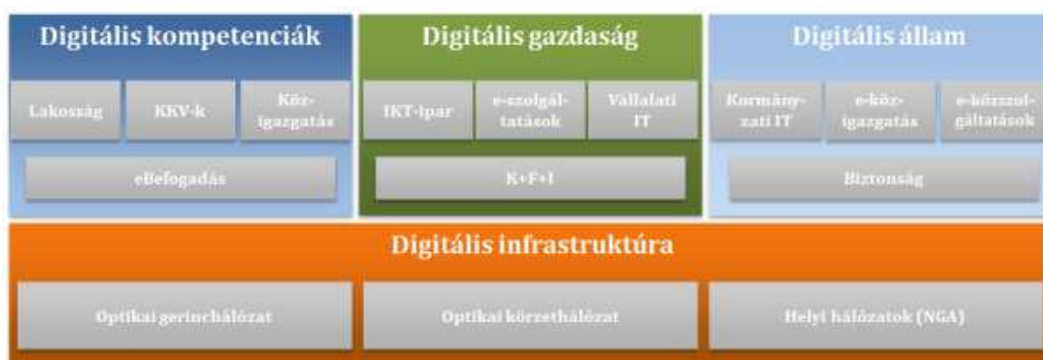 Digitális kompetenciák
Lakosság
KKV-k
Köz-
igazgatás
eBefogadás
Digitális gazdaság
IKT-ipar
e-szolgál-
tatások
Vállalati
IT
K+F+I
Digitális állam
Kormány-
zati IT
e-köz-
igazgatás
e-közszol-
gáltatások
Biztonság
Digitális infrastruktúra
Optikai gerinchálózat
Optikai körzethálózat
Helyi hálózatok (NGA)